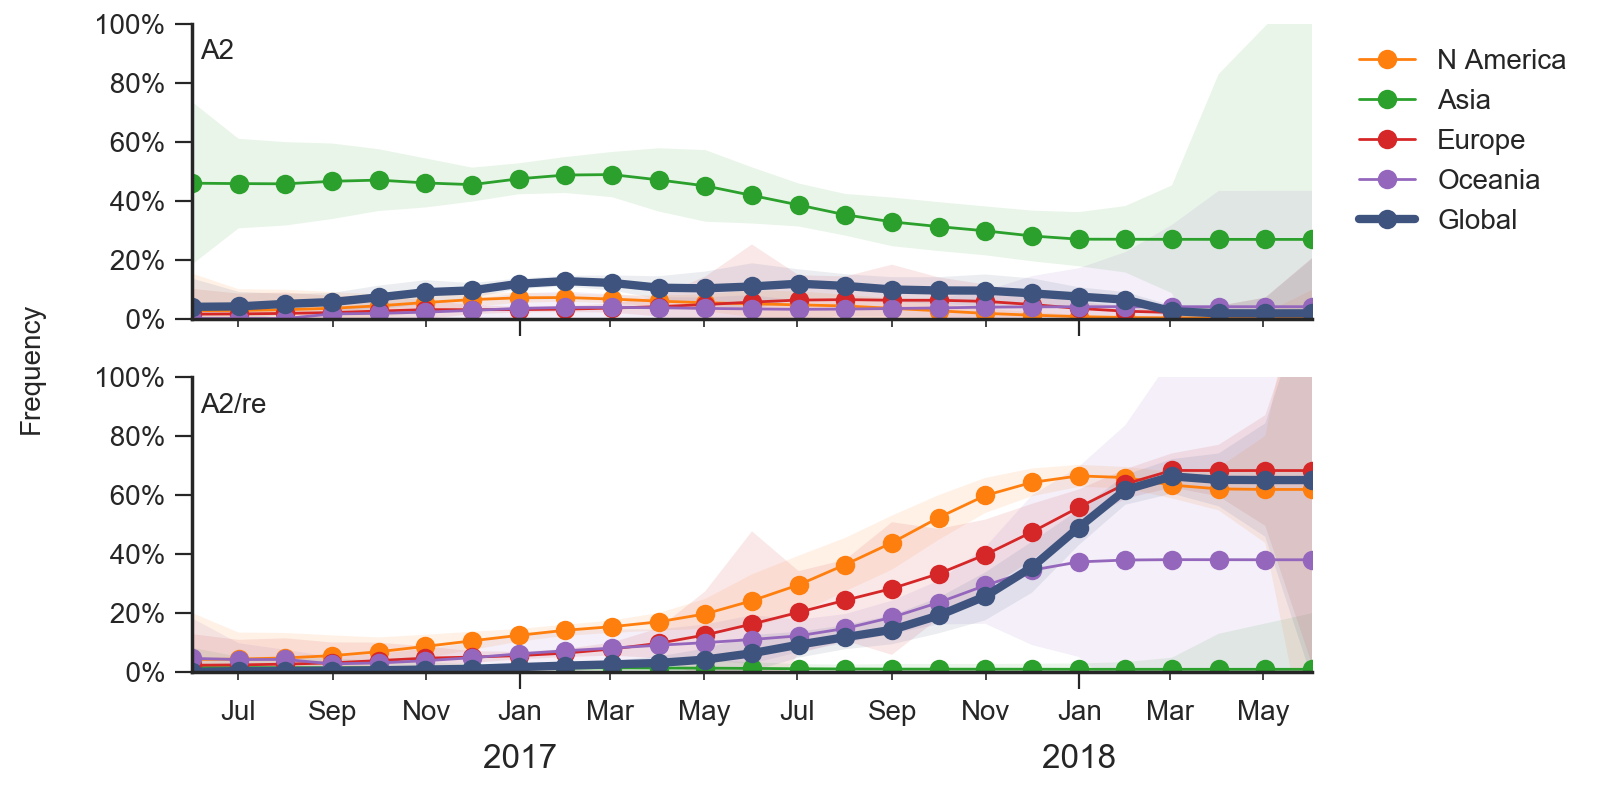 100%
A2
80%
60%
40%
20%
0%
N America
Asia
Europe
Oceania
Global
Frequency
100%
A2/re
80%
60%
40%
20%
0%
Jul Sep Nov Jan Mar May Jul Sep Nov Jan Mar May
2017 2018